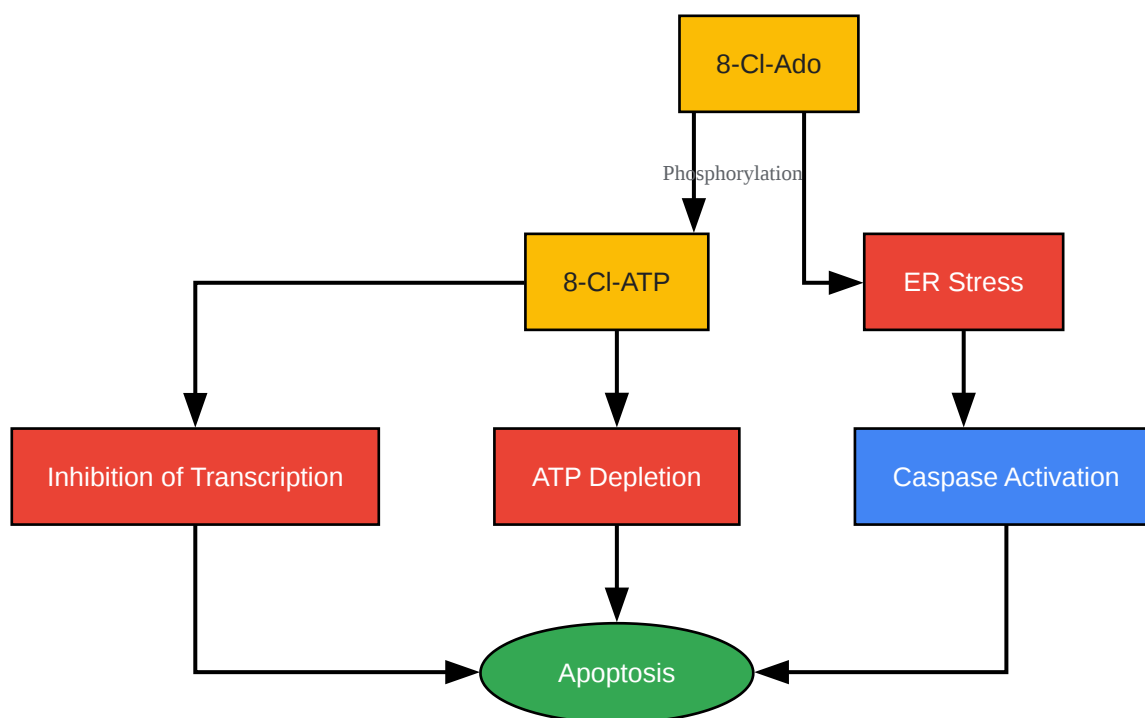 8-Cl-Ado
Phosphorylation
8-Cl-ATP
ER Stress
Inhibition of Transcription
ATP Depletion
Caspase Activation
Apoptosis